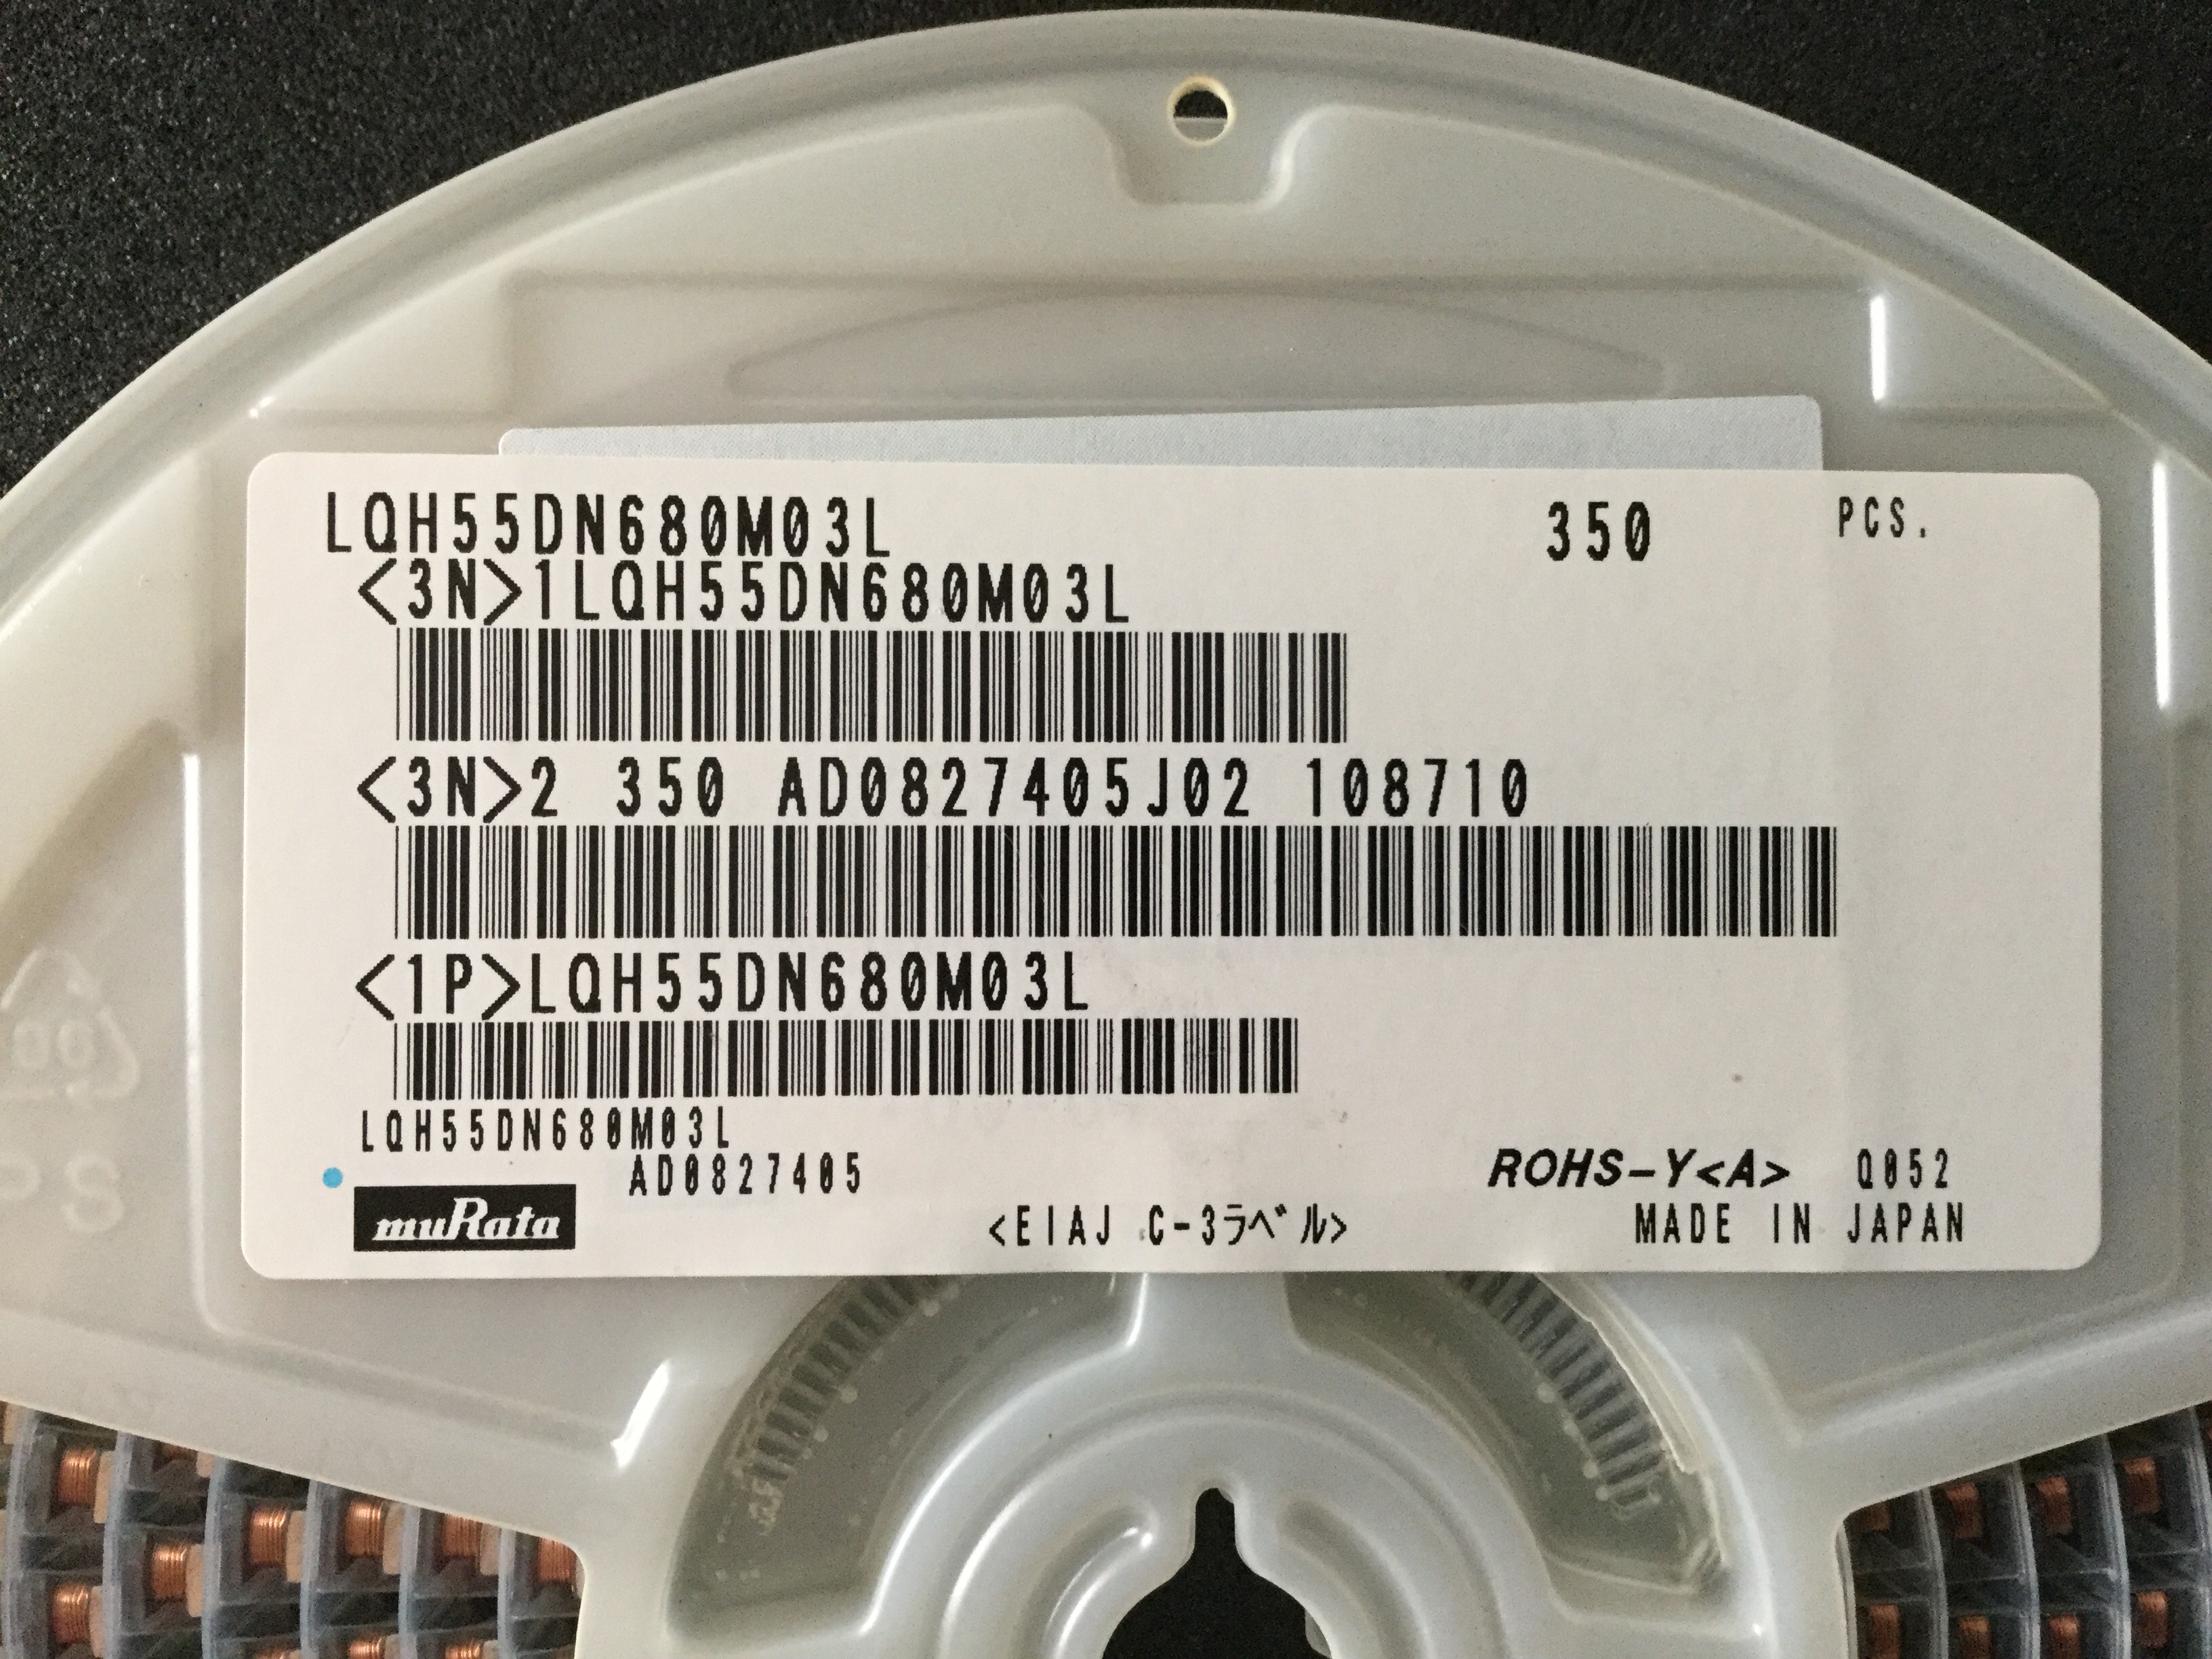 LQH55DN680M03L 350 PCS.
<3N>1LQH55DN680M03L
<3N>2 350 AD0827405J02 108710
<1P>LQH55DN680M03L
LQH55DN680M03L
AD0827405
muRata
<EIAJ C-3ラベル>
ROHS-Y<A> Q052
MADE IN JAPAN
PS